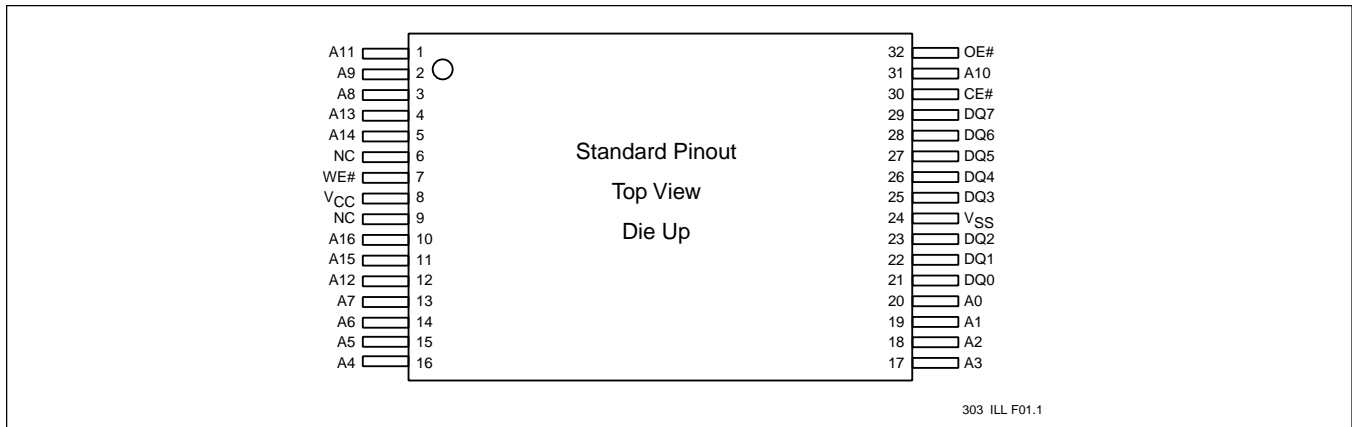 A11 1 32 OE#
A9 2 31 A10
A8 3 30 CE#
A13 4 29 DQ7
A14 5 28 DQ6
NC 6 27 DQ5
WE# 7 26 DQ4
VCC 8 25 DQ3
NC 9 24 VSS
A16 10 23 DQ2
A15 11 22 DQ1
A12 12 21 DQ0
A7 13 20 A0
A6 14 19 A1
A5 15 18 A2
A4 16 17 A3
Standard Pinout
Top View
Die Up
303 ILL F01.1